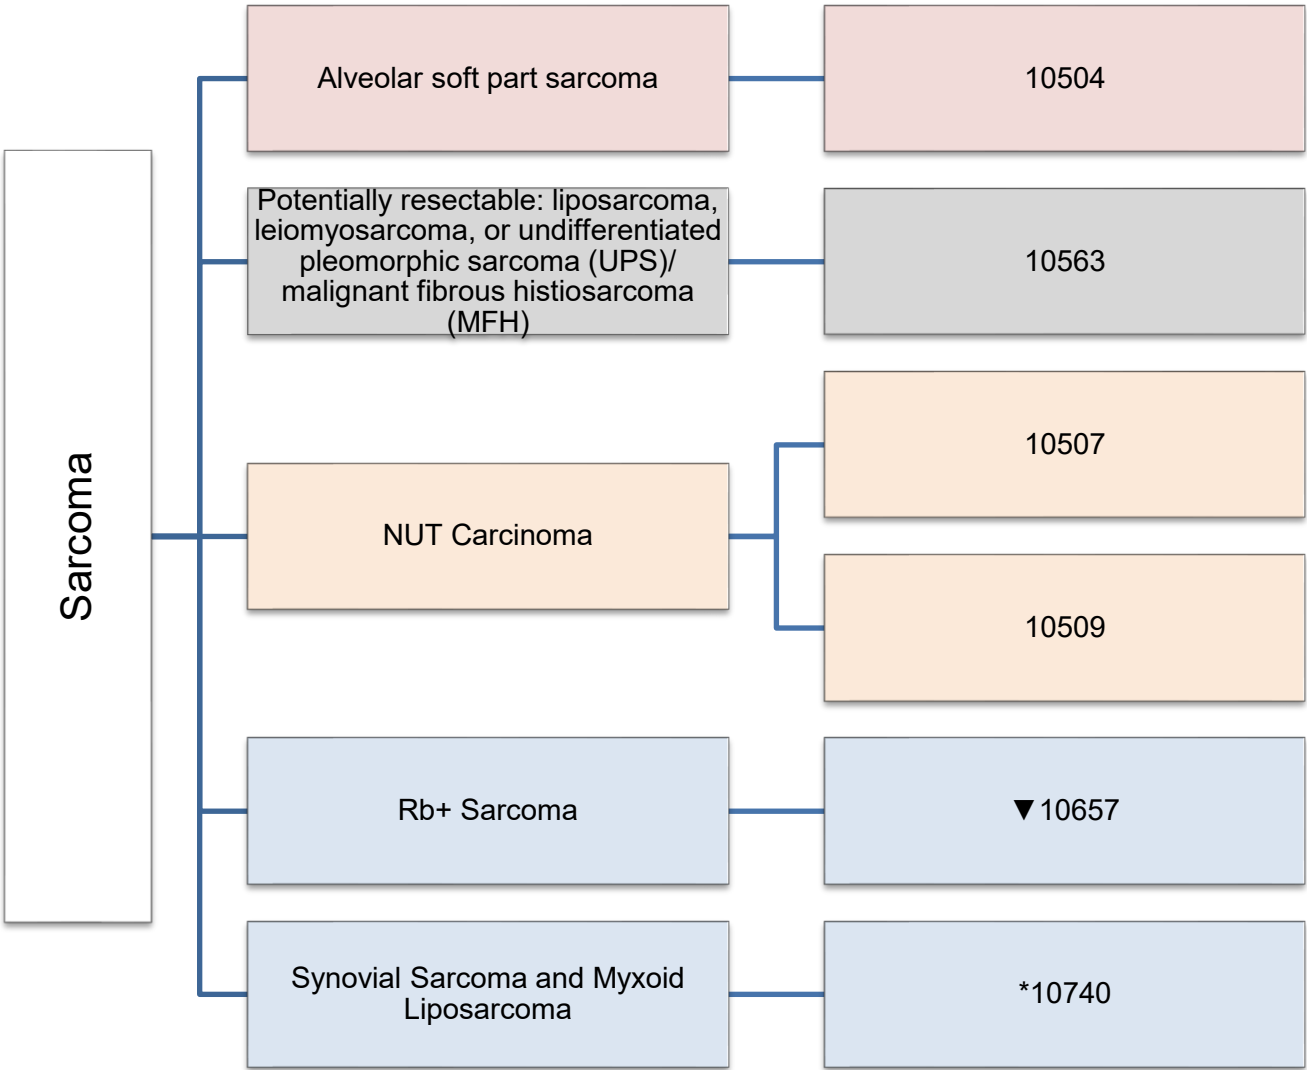 Sarcoma
Alveolar soft part sarcoma
10504
Potentially resectable: liposarcoma,
leiomyosarcoma, or undifferentiated
pleomorphic sarcoma (UPS)/
malignant fibrous histiosarcoma
(MFH)
10563
NUT Carcinoma
10507
10509
Rb+ Sarcoma
▼10657
Synovial Sarcoma and Myxoid
Liposarcoma
*10740